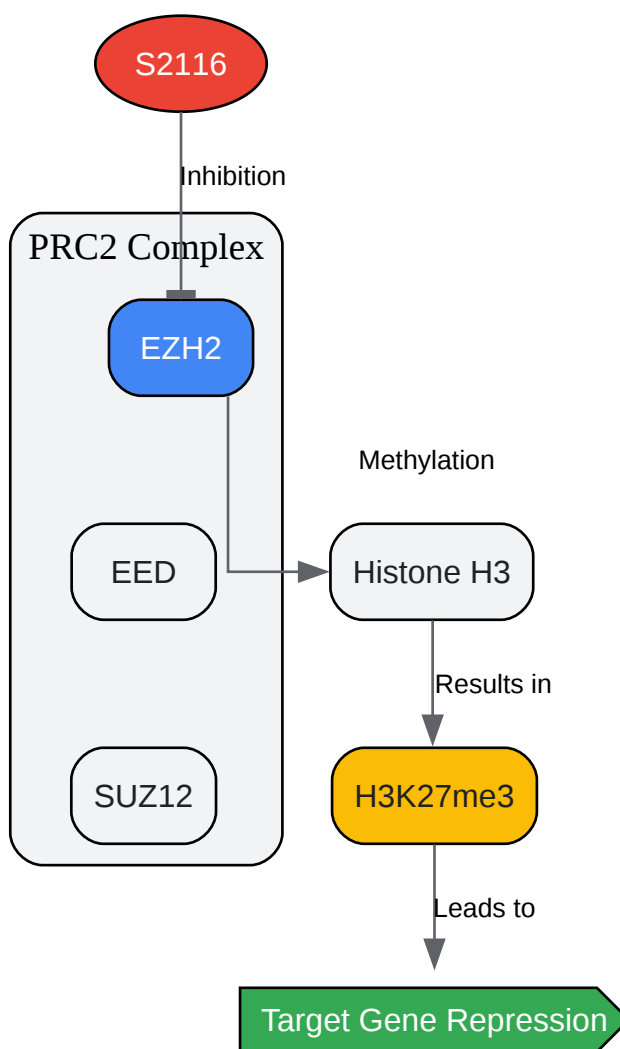 S2116
Inhibition
PRC2 Complex
EZH2
Methylation
EED
Histone H3
Results in
SUZ12
H3K27me3
Leads to
Target Gene Repression